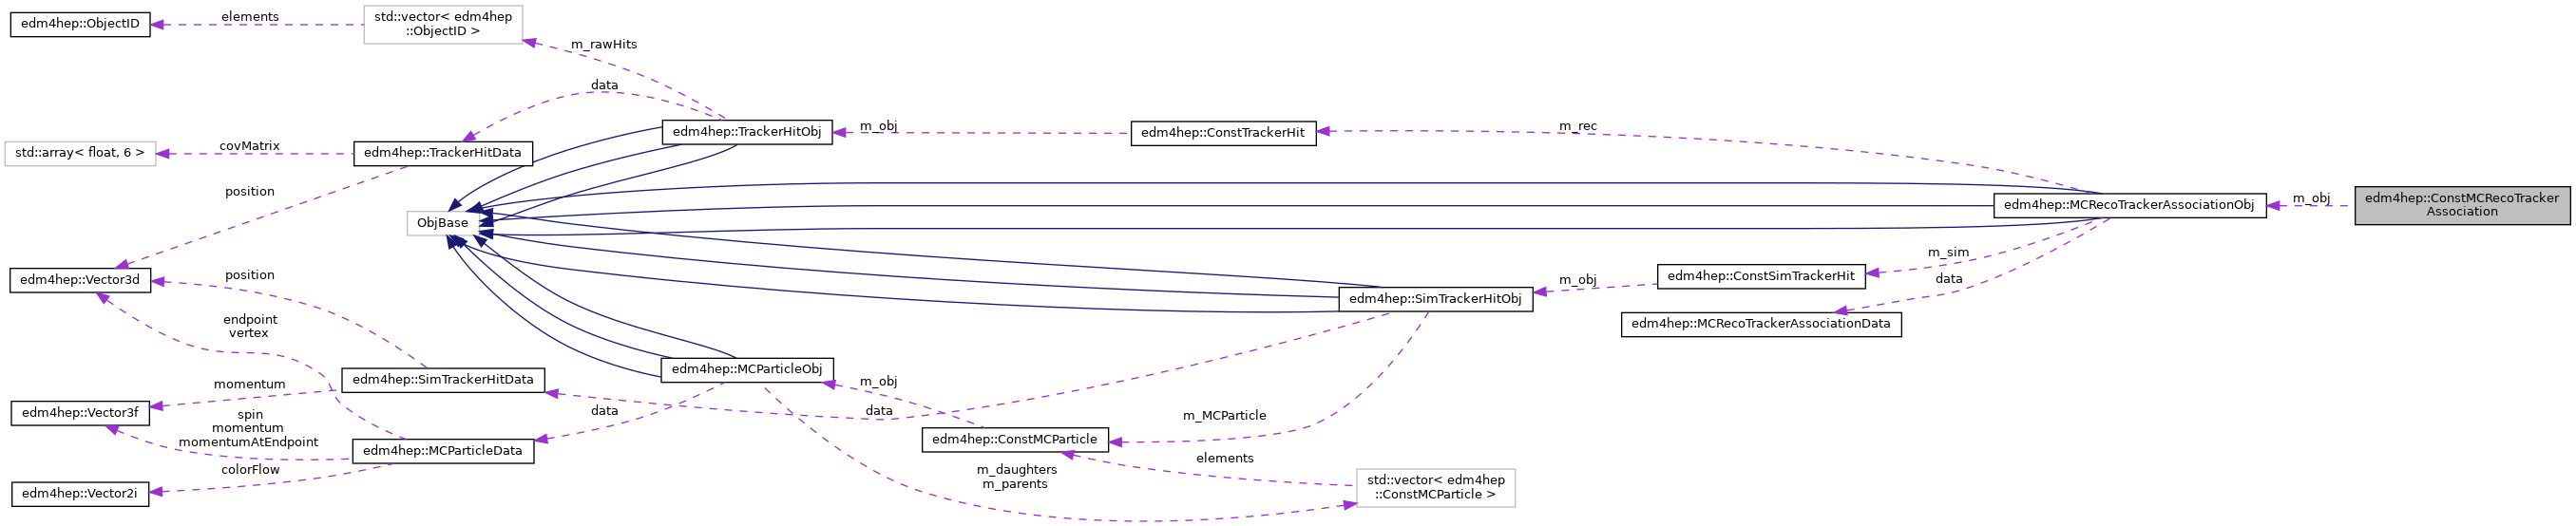 edm4hep::ObjectID
elements
std::vector< edm4hep
::ObjectID >
m_rawHits
data
edm4hep::TrackerHitObj
m_obj
edm4hep::ConstTrackerHit
m_rec
std::array< float, 6 >
covMatrix
edm4hep::TrackerHitData
position
ObjBase
edm4hep::MCRecoTrackerAssociationObj
m_obj
edm4hep::ConstMCRecoTracker
Association
edm4hep::Vector3d
position
m_sim
edm4hep::ConstSimTrackerHit
data
m_obj
edm4hep::SimTrackerHitObj
edm4hep::MCRecoTrackerAssociationData
endpoint
vertex
edm4hep::MCParticleObj
m_obj
edm4hep::SimTrackerHitData
momentum
edm4hep::Vector3f
spin
momentum
momentumAtEndpoint
data
data
m_MCParticle
edm4hep::ConstMCParticle
edm4hep::MCParticleData
elements
colorFlow
m_daughters
m_parents
std::vector< edm4hep
::ConstMCParticle >
edm4hep::Vector2i